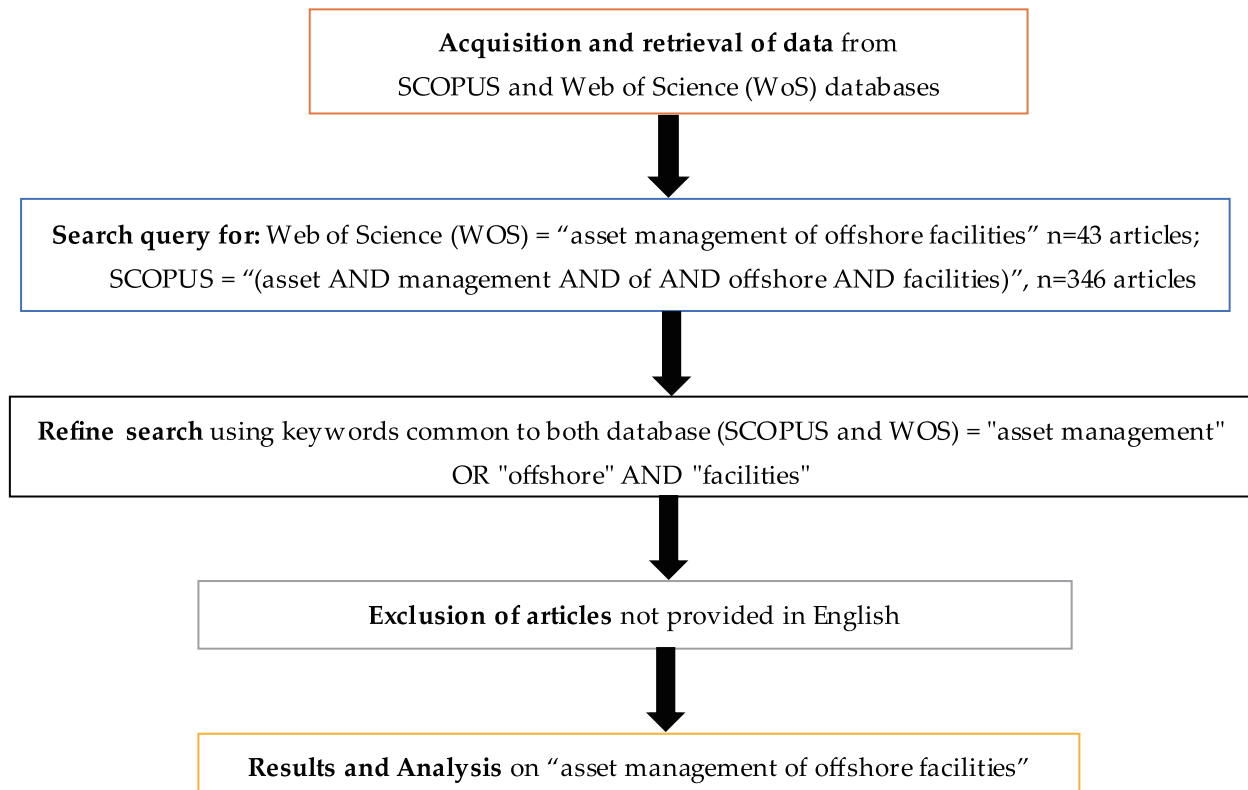 Acquisition and retrieval of data from
SCOPUS and Web of Science (WoS) databases
Search query for: Web of Science (WOS) = “asset management of offshore facilities” n=43 articles;
SCOPUS = “(asset AND management AND of AND offshore AND facilities)”, n=346 articles
Refine search using keywords common to both database (SCOPUS and WOS) = "asset management"
OR "offshore" AND "facilities"
Exclusion of articles not provided in English
Results and Analysis on “asset management of offshore facilities”